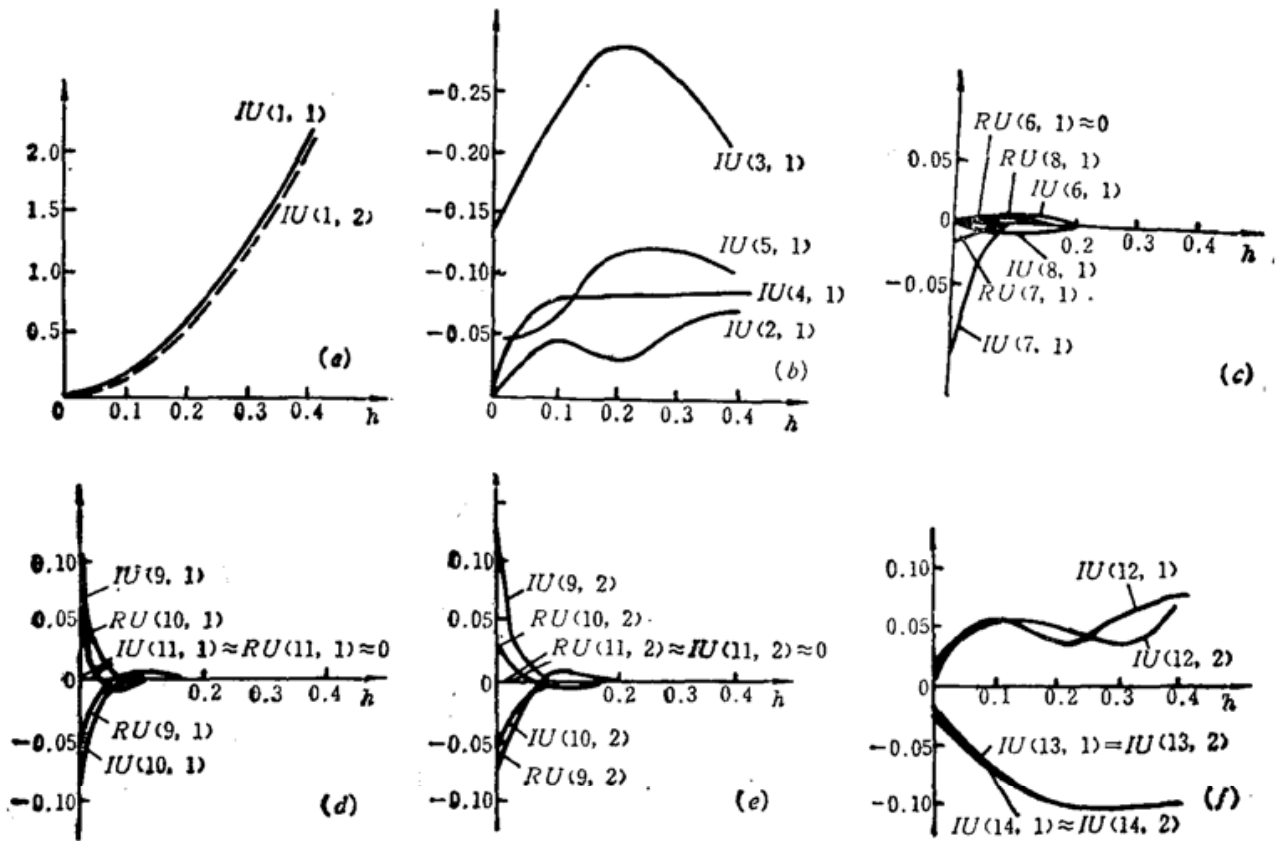 IU(1, 1)
2.0
1.5
IU(1, 2)
1.0
0.5
(a)
0
0.1 0.2 0.3 0.4
h
-0.25
-0.20
IU(3, 1)
-0.15
IU(5, 1)
-0.10
IU(4, 1)
IU(2, 1)
-0.05
(b)
0 0.1 0.2 0.3 0.4
h
RU(6, 1)≈0
0.05
RU(8, 1)
IU(6, 1)
0
0.2 0.3 0.4
h
IU(8, 1)
-0.05
RU(7, 1)
IU(7, 1)
(c)
0.10
IU(9, 1)
0.05
RU(10, 1)
IU(11, 1)≈RU(11, 1)≈0
0
0.2 0.3 0.4
h
RU(9, 1)
-0.05
IU(10, 1)
-0.10
(d)
0.10
IU(9, 2)
0.05
RU(10, 2)
RU(11, 2)≈IU(11, 2)≈0
0
0.2 0.3 0.4
h
-0.05
IU(10, 2)
RU(9, 2)
-0.10
(e)
0.10
IU(12, 1)
0.05
IU(12, 2)
0
0.1 0.2 0.3 0.4
h
-0.05
IU(13, 1)=IU(13, 2)
-0.10
(f)
IU(14, 1)≈IU(14, 2)